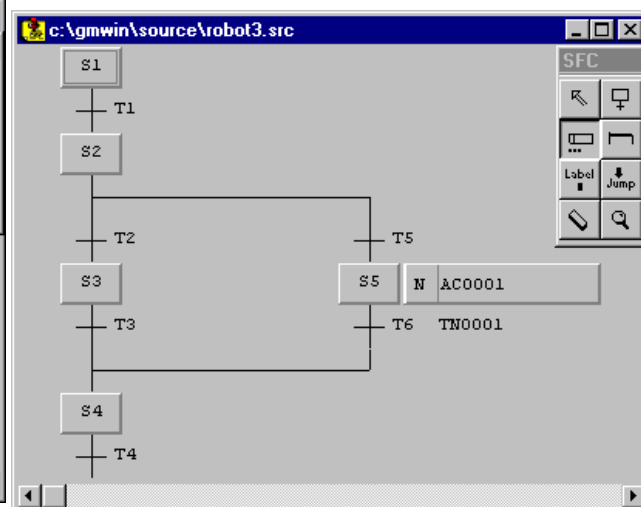 c:\gmwin\source\robot3.src
SFC
S1
T1
S2
Label
Jump
T2
T5
S3
S5 N AC0001
T3
T6 TN0001
S4
T4